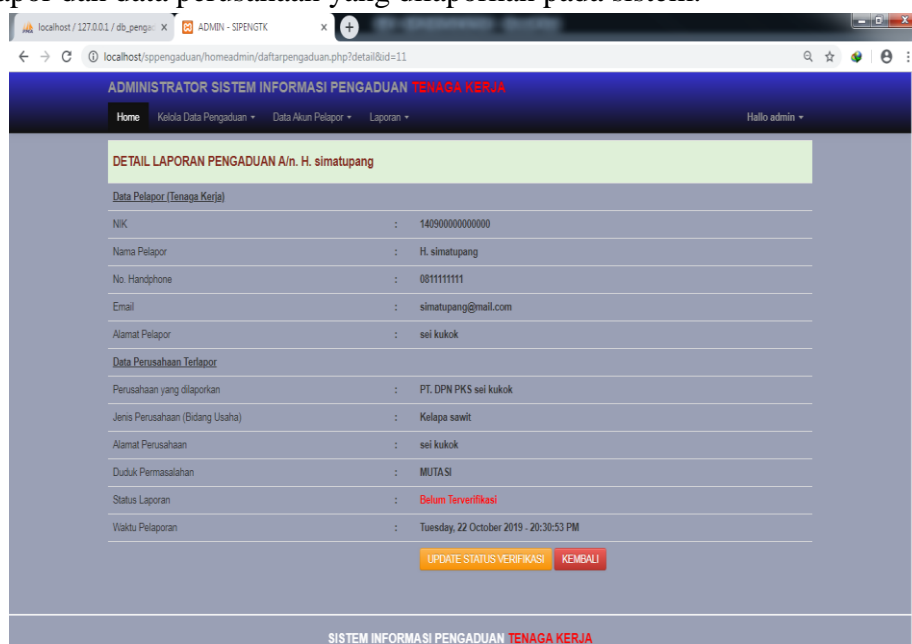 por dan data perusahaan yang dilaporkan pada sistem.
localhost / 127.0.0.1 / db_penga x ADMIN - SIPENGTK x +
localhost/sppengaduan/homeadmin/daftarpengaduan.php?detail&id=11
ADMINISTRATOR SISTEM INFORMASI PENGADUAN TENAGA KERJA
Home Kelola Data Pengaduan Data Akun Pelapor Laporan Hallo admin
DETAIL LAPORAN PENGADUAN A/n. H. simatupang
Data Pelapor (Tenaga Kerja)
NIK : 140900000000000
Nama Pelapor : H. simatupang
No. Handphone : 0811111111
Email : simatupang@mail.com
Alamat Pelapor : sei kukok
Data Perusahaan Terlapor
Perusahaan yang dilaporkan : PT. DPN PKS sei kukok
Jenis Perusahaan (Bidang Usaha) : Kelapa sawit
Alamat Perusahaan : sei kukok
Duduk Permasalahan : MUTASI
Status Laporan : Belum Terverifikasi
Waktu Pelaporan : Tuesday, 22 October 2019 - 20:30:53 PM
UPDATE STATUS VERIFIKASI KEMBALI
SISTEM INFORMASI PENGADUAN TENAGA KERJA